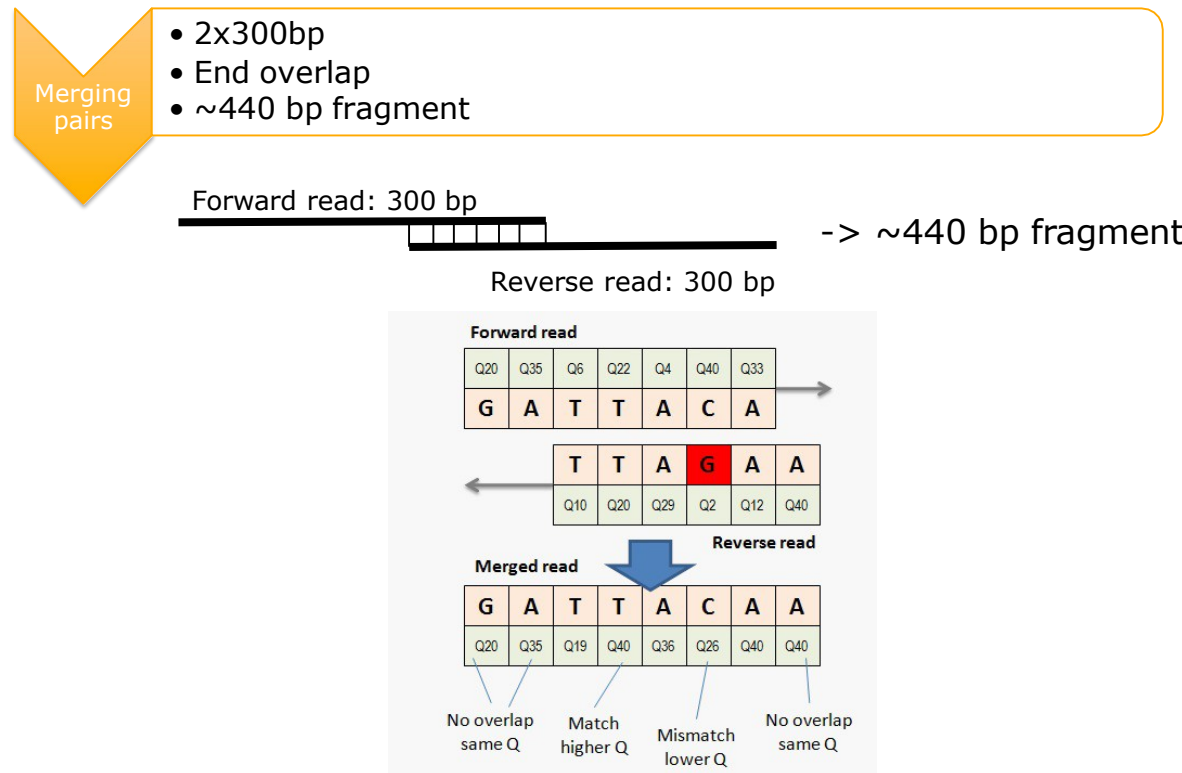 Merging
pairs
• 2x300bp
• End overlap
• ~440 bp fragment
Forward read: 300 bp
-> ~440 bp fragment
Reverse read: 300 bp
Forward read
Q20 Q35 Q6 Q22 Q4 Q40 Q33
G A T T A C A
T T A G A A
Q10 Q20 Q29 Q2 Q12 Q40
Reverse read
Merged read
G A T T A C A A
Q20 Q35 Q19 Q40 Q36 Q26 Q40 Q40
No overlap
same Q
Match
higher Q
Mismatch
lower Q
No overlap
same Q